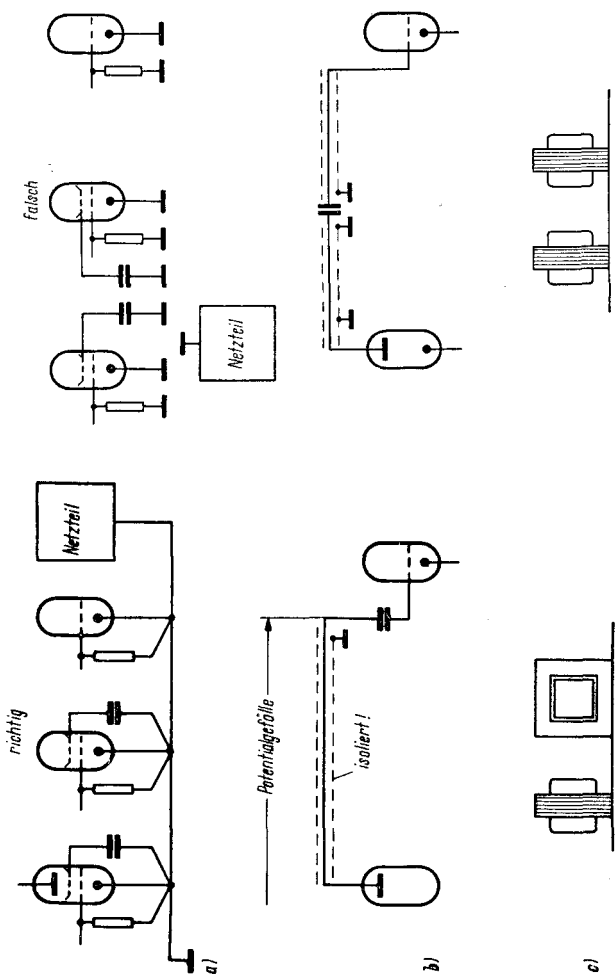 richtig
falsch
Netzteil
Netzteil
a)
Potentialgefälle
isoliert!
b)
c)